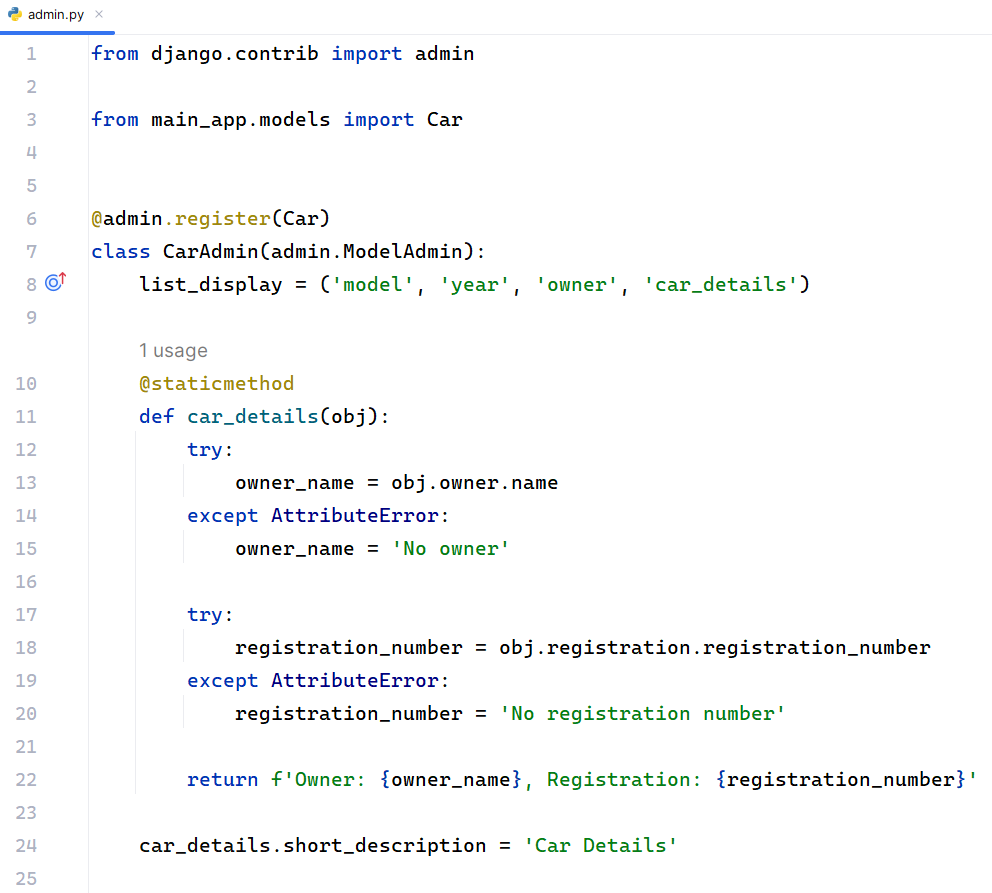 admin.py
1 from django.contrib import admin
2
3 from main_app.models import Car
4
5
6 @admin.register(Car)
7 class CarAdmin(admin.ModelAdmin):
8     list_display = ('model', 'year', 'owner', 'car_details')
9
1 usage
10     @staticmethod
11     def car_details(obj):
12         try:
13             owner_name = obj.owner.name
14         except AttributeError:
15             owner_name = 'No owner'
16
17         try:
18             registration_number = obj.registration.registration_number
19         except AttributeError:
20             registration_number = 'No registration number'
21
22         return f'Owner: {owner_name}, Registration: {registration_number}'
23
24     car_details.short_description = 'Car Details'
25